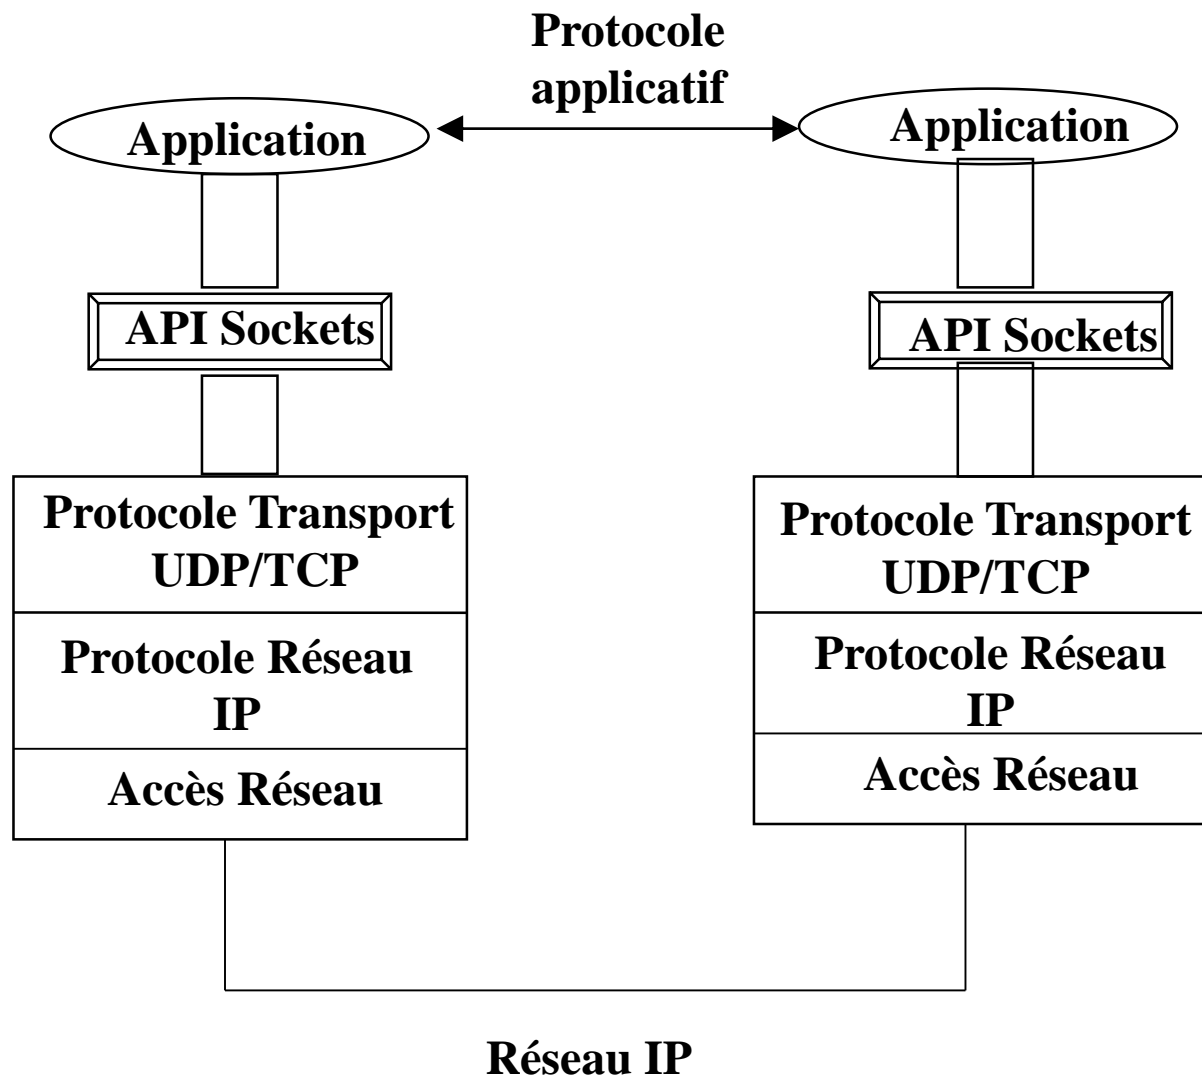 Protocole
applicatif
Application
Application
API Sockets
API Sockets
Protocole Transport
UDP/TCP
Protocole Transport
UDP/TCP
Protocole Réseau
IP
Protocole Réseau
IP
Accès Réseau
Accès Réseau
Réseau IP